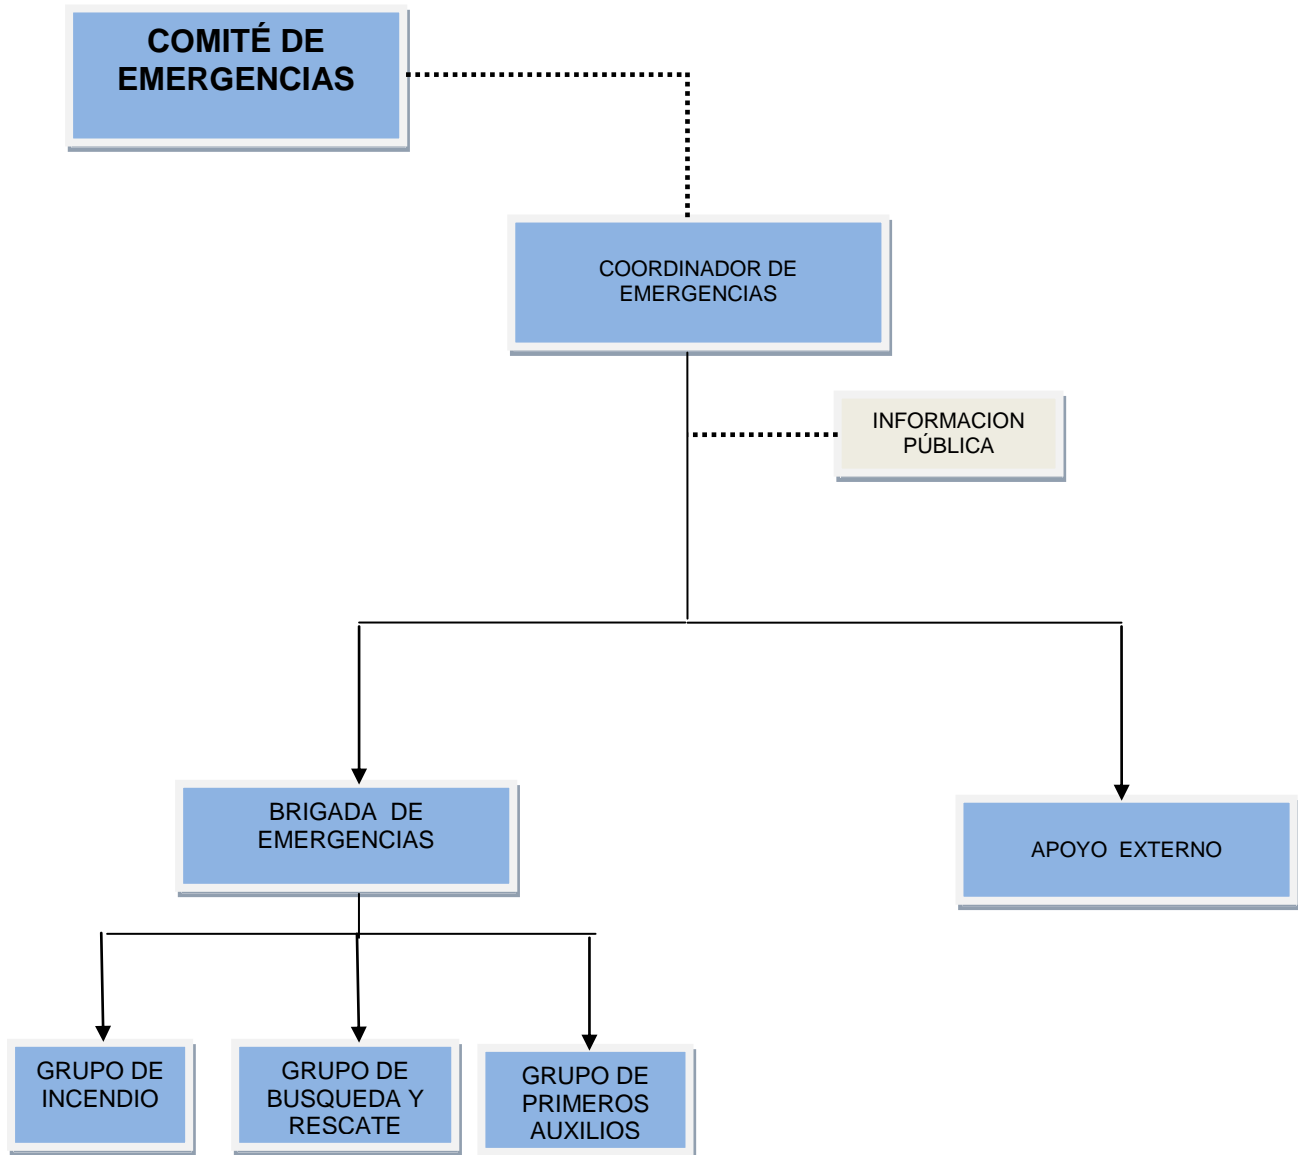 COMITÉ DE
EMERGENCIAS
COORDINADOR DE
EMERGENCIAS
INFORMACION
PÚBLICA
BRIGADA DE
EMERGENCIAS
APOYO EXTERNO
GRUPO DE
INCENDIO
GRUPO DE
BUSQUEDA Y
RESCATE
GRUPO DE
PRIMEROS
AUXILIOS